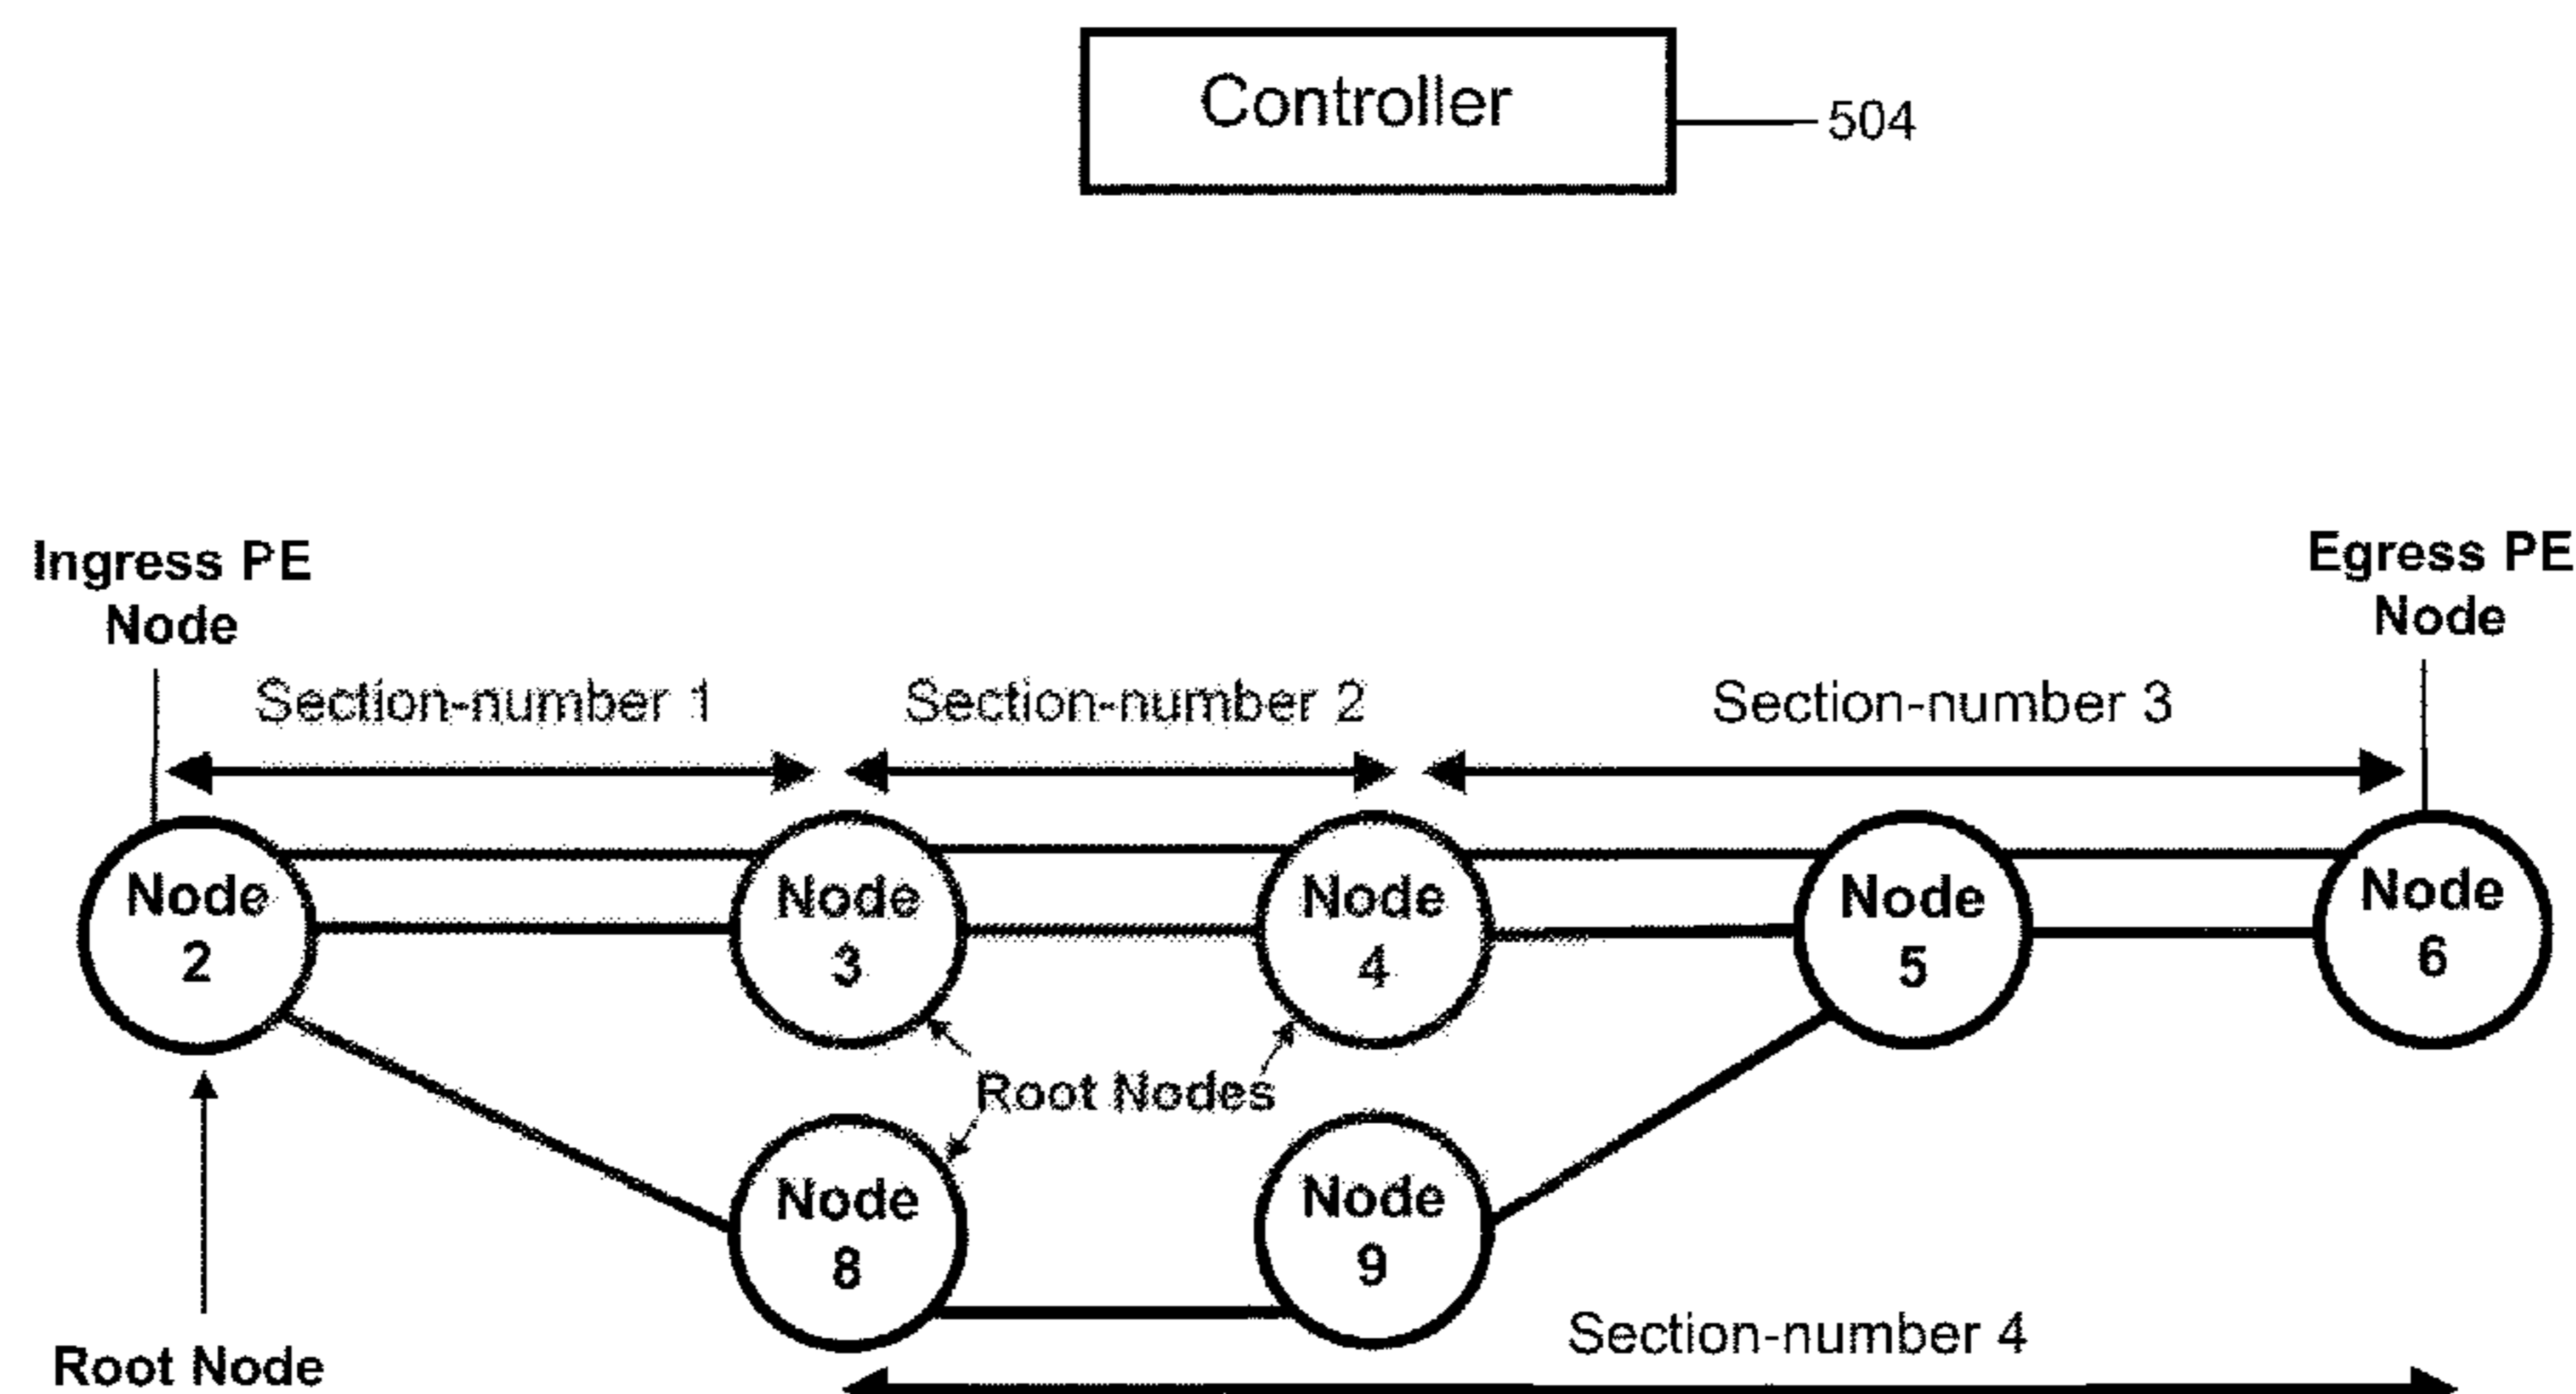 Controller
504
Ingress PE
Node
Egress PE
Node
Section-number 1
Section-number 2
Section-number 3
Node
2
Node
3
Node
4
Node
5
Node
6
Root Nodes
Node
8
Node
9
Section-number 4
Root Node